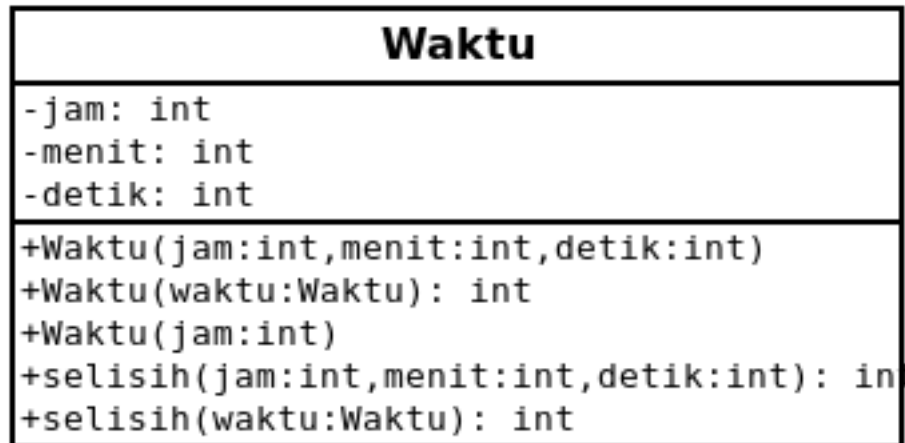 Waktu
-jam: int
-menit: int
-detik: int
+Waktu(jam:int,menit:int,detik:int)
+Waktu(waktu:Waktu): int
+Waktu(jam:int)
+selisih(jam:int,menit:int,detik:int): in
+selisih(waktu:Waktu): int